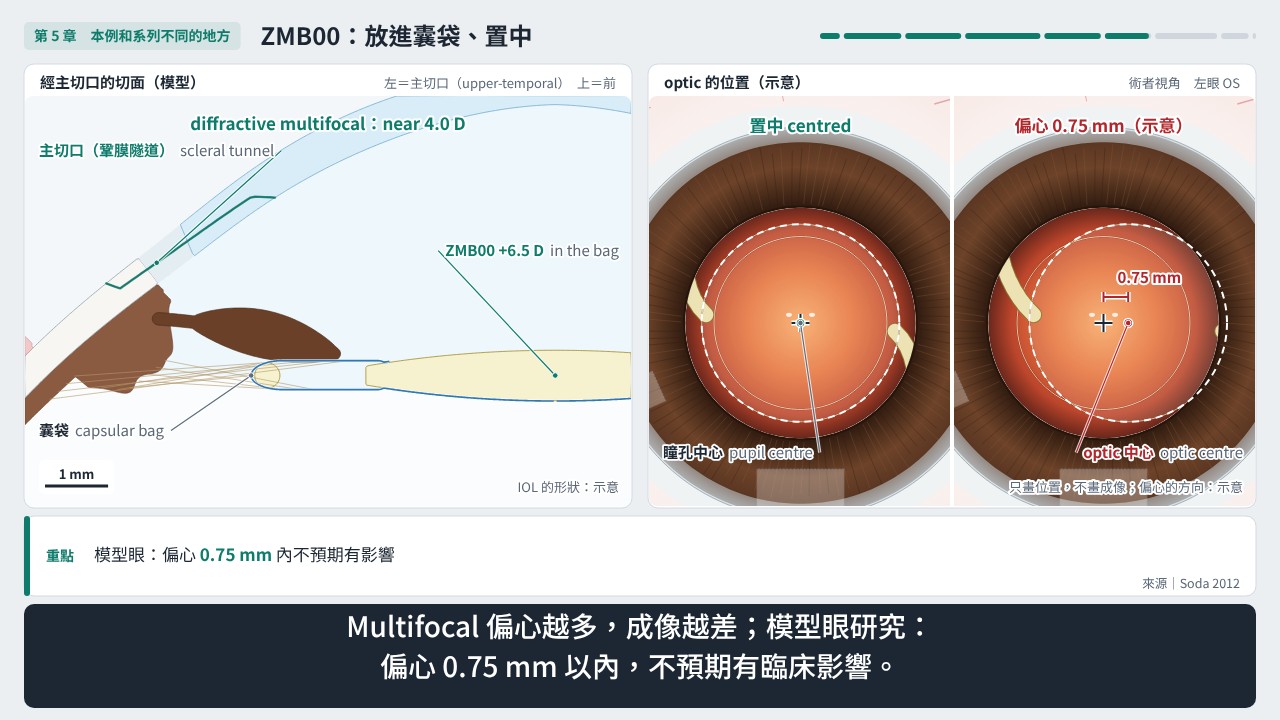 第 5 章　本例和系列不同的地方
ZMB00：放進囊袋、置中
經主切口的切面（模型）
左＝主切口（upper-temporal）　上＝前
diffractive multifocal：near 4.0 D
主切口（鞏膜隧道） scleral tunnel
ZMB00 +6.5 D in the bag
囊袋 capsular bag
1 mm
IOL 的形狀：示意
optic 的位置（示意）
術者視角　左眼 OS
置中 centred
瞳孔中心 pupil centre
偏心 0.75 mm（示意）
0.75 mm
optic 中心 optic centre
只畫位置，不畫成像；偏心的方向：示意
重點
模型眼：偏心 0.75 mm 內不預期有影響
來源｜Soda 2012
Multifocal 偏心越多，成像越差；模型眼研究：
偏心 0.75 mm 以內，不預期有臨床影響。